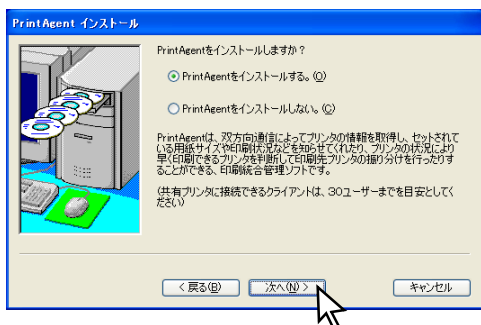 PrintAgent インストール
PrintAgentをインストールしますか？
PrintAgentをインストールする。(O)
PrintAgentをインストールしない。(C)
PrintAgentは、双方向通信によってプリンタの情報を取得し、セットされて
いる用紙サイズや印刷状況などを知らせてくれたり、プリンタの状況により
早く印刷できるプリンタを判断して印刷先プリンタの振り分けを行ったりす
ることができる、印刷統合管理ソフトです。
(共有プリンタに接続できるクライアントは、30ユーザーまでを目安としてく
ださい)
< 戻る(B) 次へ(N) > キャンセル